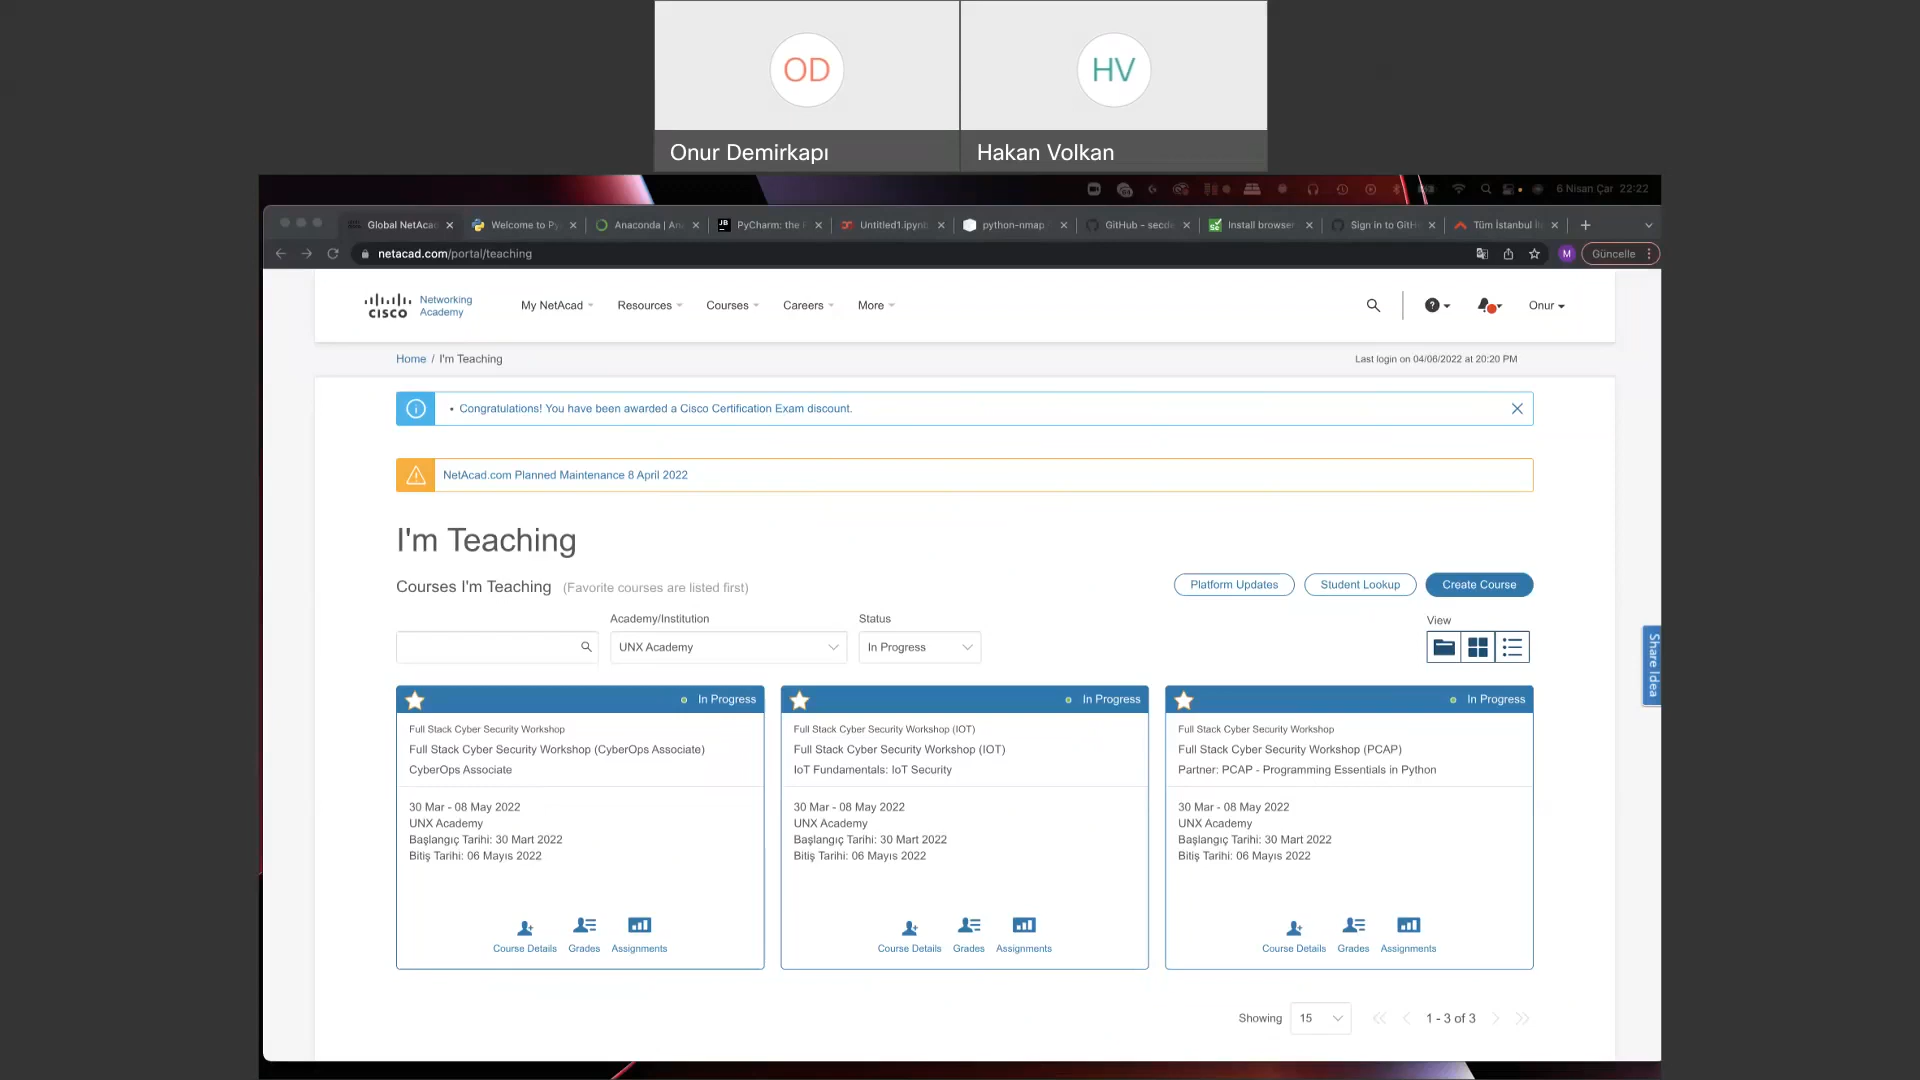 OD
HV
Onur Demirkapı
Hakan Volkan
6 Nisan Çar 22:22
Global NetAcad
Welcome to Py
Anaconda | An
PyCharm: the
Untitled1.ipynb
python-nmap
GitHub - secde
Install browser
Sign in to GitH
Tüm İstanbul
netacad.com/portal/teaching
M
Güncelle
cisco
Networking
Academy
My NetAcad
Resources
Courses
Careers
More
Onur
Home / I'm Teaching
Last login on 04/06/2022 at 20:20 PM
• Congratulations! You have been awarded a Cisco Certification Exam discount.
NetAcad.com Planned Maintenance 8 April 2022
I'm Teaching
Courses I'm Teaching (Favorite courses are listed first)
Platform Updates
Student Lookup
Create Course
Academy/Institution
Status
View
UNX Academy
In Progress
Share Idea
In Progress
Full Stack Cyber Security Workshop
Full Stack Cyber Security Workshop (CyberOps Associate)
CyberOps Associate
30 Mar - 08 May 2022
UNX Academy
Başlangıç Tarihi: 30 Mart 2022
Bitiş Tarihi: 06 Mayıs 2022
Course Details
Grades
Assignments
In Progress
Full Stack Cyber Security Workshop (IOT)
Full Stack Cyber Security Workshop (IOT)
IoT Fundamentals: IoT Security
30 Mar - 08 May 2022
UNX Academy
Başlangıç Tarihi: 30 Mart 2022
Bitiş Tarihi: 06 Mayıs 2022
Course Details
Grades
Assignments
In Progress
Full Stack Cyber Security Workshop
Full Stack Cyber Security Workshop (PCAP)
Partner: PCAP - Programming Essentials in Python
30 Mar - 08 May 2022
UNX Academy
Başlangıç Tarihi: 30 Mart 2022
Bitiş Tarihi: 06 Mayıs 2022
Course Details
Grades
Assignments
Showing
15
1 - 3 of 3